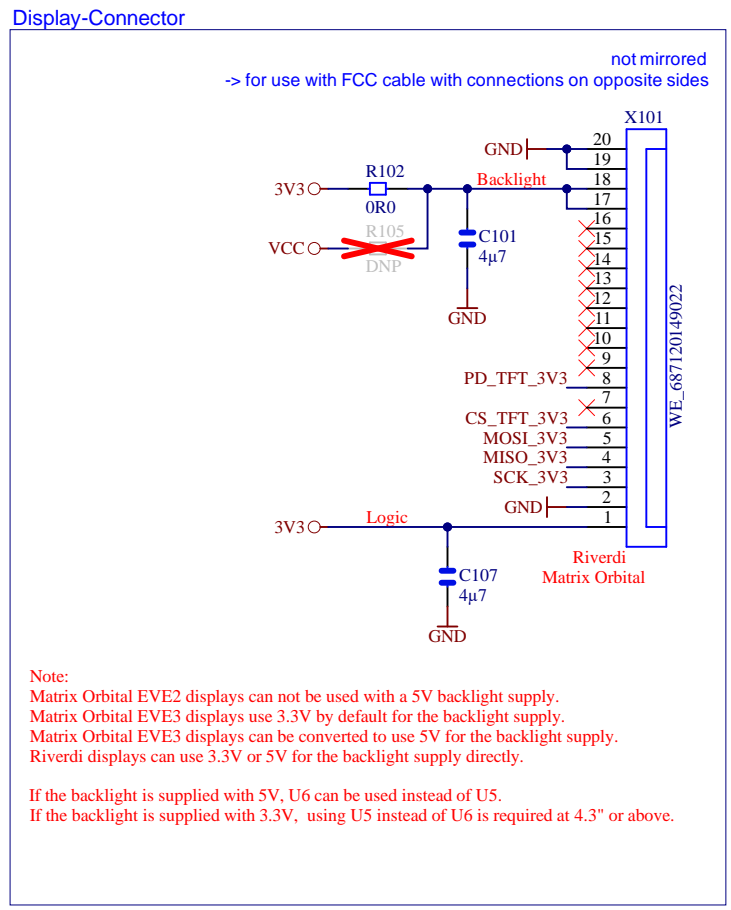 Display-Connector
not mirrored
-> for use with FCC cable with connections on opposite sides
X101
GND
20
19
3V3
R102
0R0
Backlight
18
17
VCC
R105
DNP
C101
4µ7
GND
16
15
14
13
12
11
10
9
PD_TFT_3V3
8
7
CS_TFT_3V3
6
MOSI_3V3
5
MISO_3V3
4
SCK_3V3
3
GND
2
3V3
Logic
1
WE_687120149022
C107
4µ7
GND
Riverdi
Matrix Orbital
Note:
Matrix Orbital EVE2 displays can not be used with a 5V backlight supply.
Matrix Orbital EVE3 displays use 3.3V by default for the backlight supply.
Matrix Orbital EVE3 displays can be converted to use 5V for the backlight supply.
Riverdi displays can use 3.3V or 5V for the backlight supply directly.
If the backlight is supplied with 5V, U6 can be used instead of U5.
If the backlight is supplied with 3.3V,  using U5 instead of U6 is required at 4.3" or above.